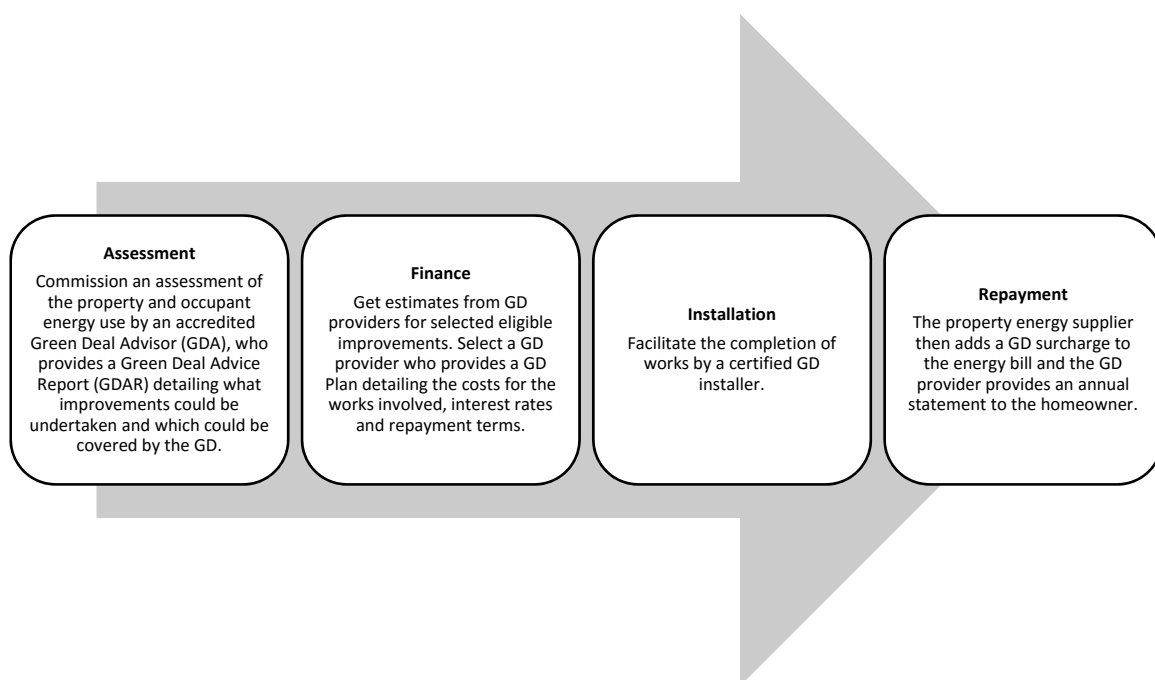 Assessment
Commission an assessment of
the property and occupant
energy use by an accredited
Green Deal Advisor (GDA), who
provides a Green Deal Advice
Report (GDAR) detailing what
improvements could be
undertaken and which could be
covered by the GD.
Finance
Get estimates from GD
providers for selected eligible
improvements. Select a GD
provider who provides a GD
Plan detailing the costs for the
works involved, interest rates
and repayment terms.
Installation
Facilitate the completion of
works by a certified GD
installer.
Repayment
The property energy supplier
then adds a GD surcharge to
the energy bill and the GD
provider provides an annual
statement to the homeowner.